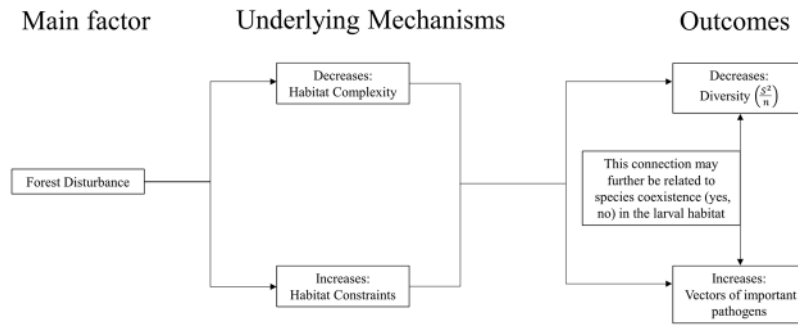 Main factor
Underlying Mechanisms
Outcomes
Decreases:
Habitat Complexity
Decreases:
Diversity (S²/n)
Forest Disturbance
This connection may
further be related to
species coexistence (yes,
no) in the larval habitat
Increases:
Habitat Constraints
Increases:
Vectors of important
pathogens